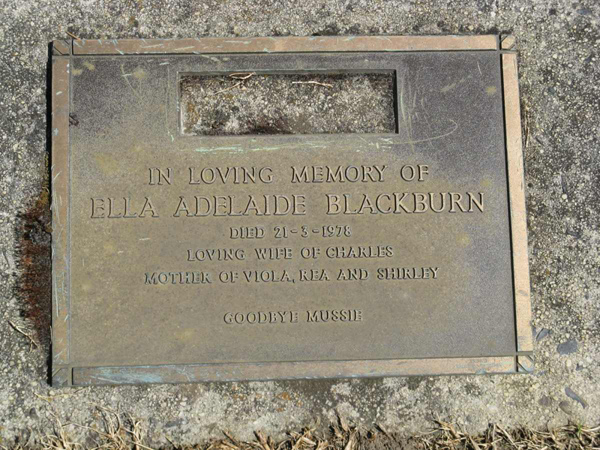 IN LOVING MEMORY OF
ELLA ADELAIDE BLACKBURN
DIED 21-3-1978
LOVING WIFE OF CHARLES
MOTHER OF VIOLA, REA AND SHIRLEY
GOODBYE MUSSIE